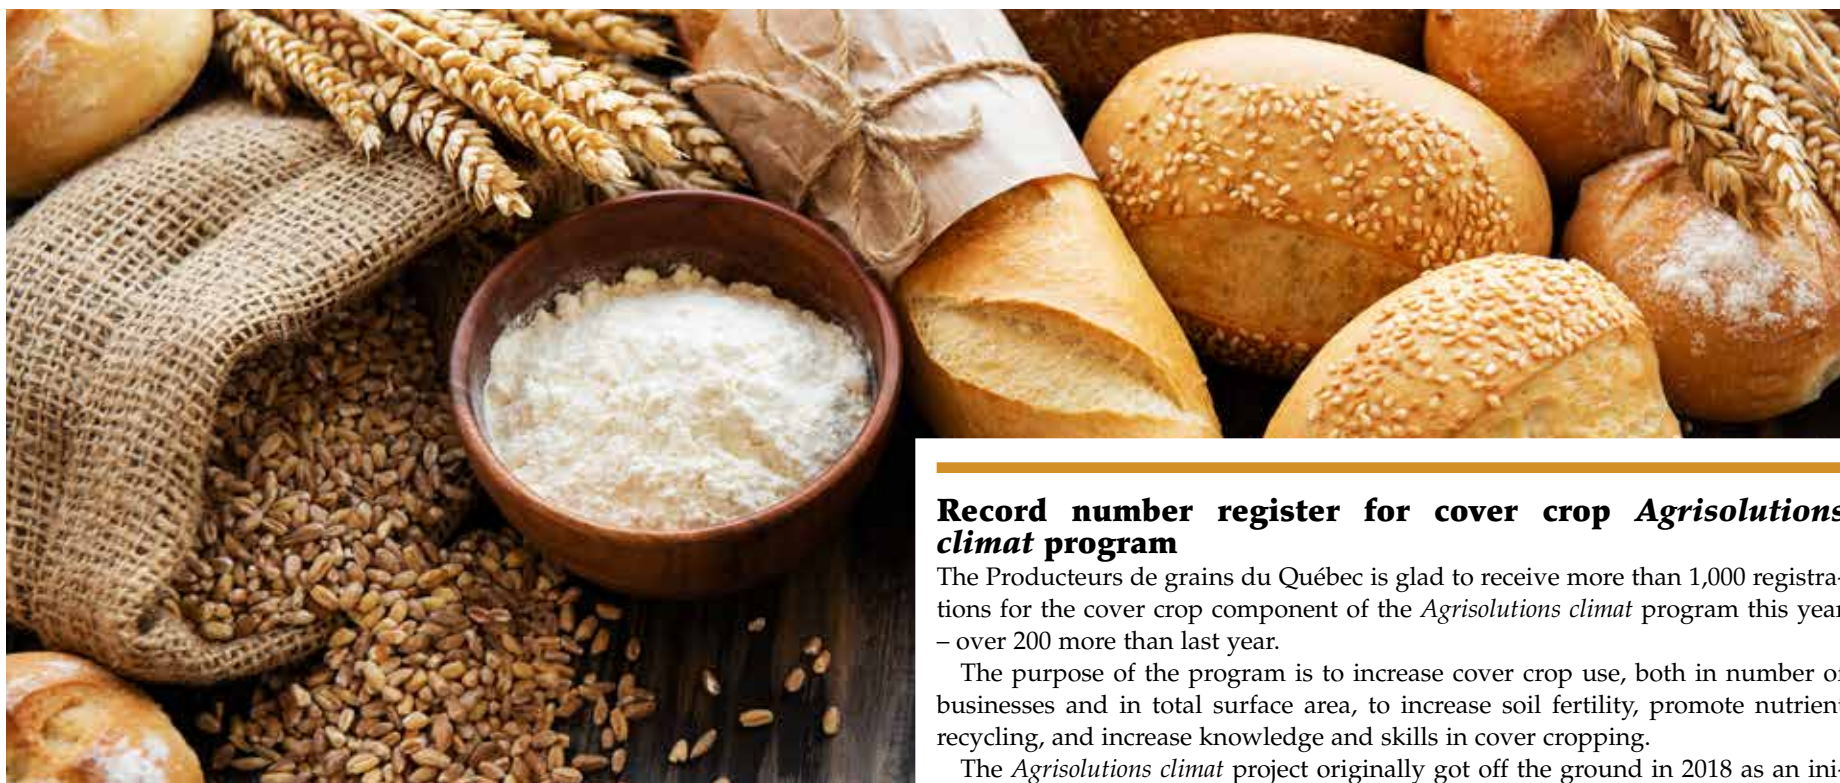 Record number register for cover crop Agrisolutions
climat program
The Producteurs de grains du Québec is glad to receive more than 1,000 registra-
tions for the cover crop component of the Agrisolutions climat program this year
– over 200 more than last year.
The purpose of the program is to increase cover crop use, both in number of
businesses and in total surface area, to increase soil fertility, promote nutrient
recycling, and increase knowledge and skills in cover cropping.
The Agrisolutions climat project originally got off the ground in 2018 as an ini-